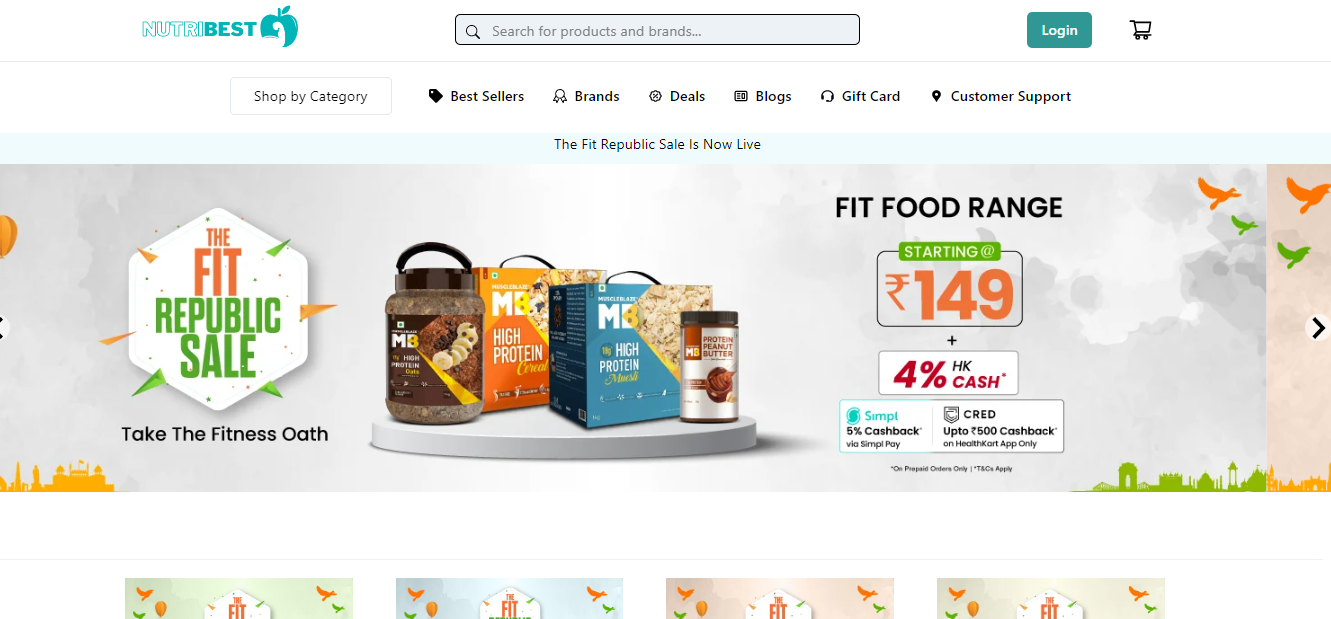 NUTRIBEST
Search for products and brands...
Login
Shop by Category
Best Sellers
Brands
Deals
Blogs
Gift Card
Customer Support
The Fit Republic Sale Is Now Live
THE
FIT
REPUBLIC
SALE
Take The Fitness Oath
MUSCLEBLAZE
MB
HIGH
PROTEIN
Oats
MB
HIGH
PROTEIN
Cereal
MUSCLEBLAZE
MB
HIGH
PROTEIN
Muesli
MB
PROTEIN
PEANUT
BUTTER
FIT FOOD RANGE
STARTING@
₹149
+
4% HK CASH*
Simpl
5% Cashback*
via Simpl Pay
CRED
Upto ₹500 Cashback*
on HealthKart App Only
*On Prepaid Orders Only | *T&Cs Apply
THE
FIT
THE
FIT
REPUBLIC
THE
FIT
THE
FIT